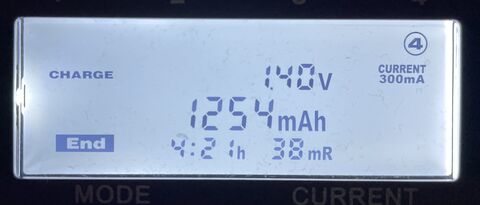 4
CHARGE 1.40V CURRENT
300mA
1254mAh
End 4:21h 38mR
MODE CURRENT